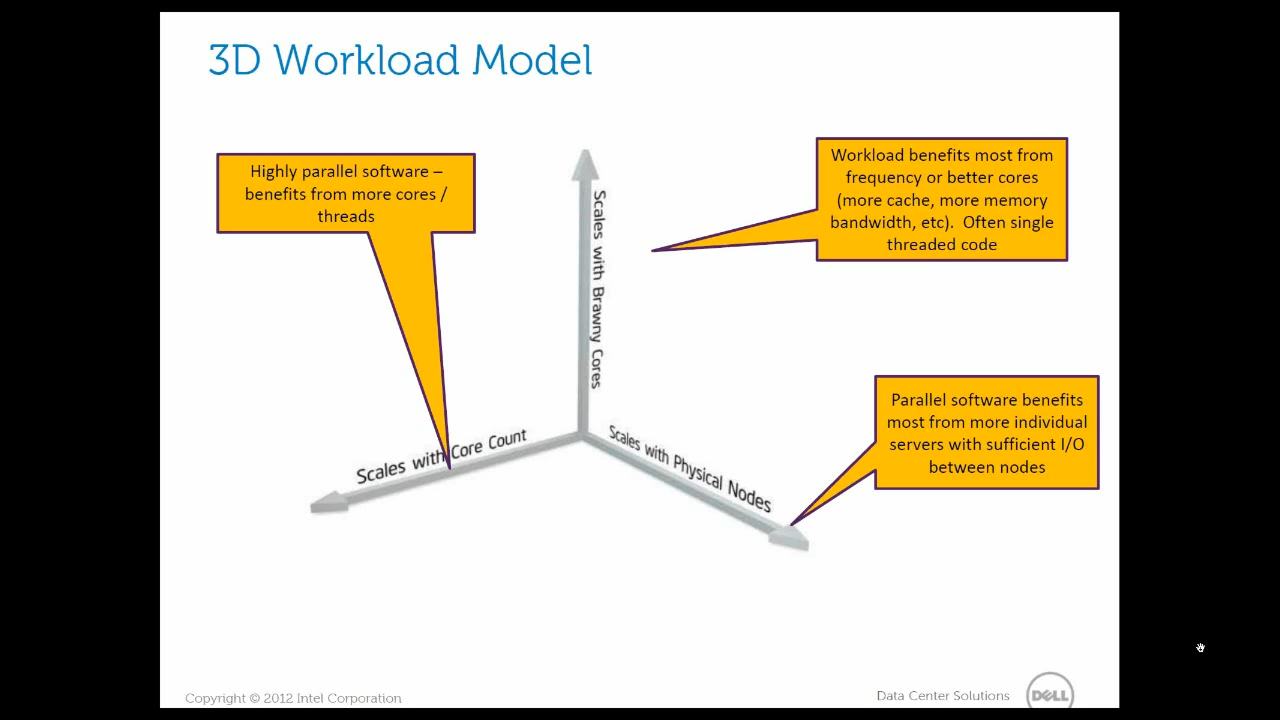 3D Workload Model
Highly parallel software –
benefits from more cores /
threads
Workload benefits most from
frequency or better cores
(more cache, more memory
bandwidth, etc). Often single
threaded code
Scales with Brawny Cores
Parallel software benefits
most from more individual
servers with sufficient I/O
between nodes
Scales with Core Count
Scales with Physical Nodes
Copyright © 2012 Intel Corporation
Data Center Solutions
DELL